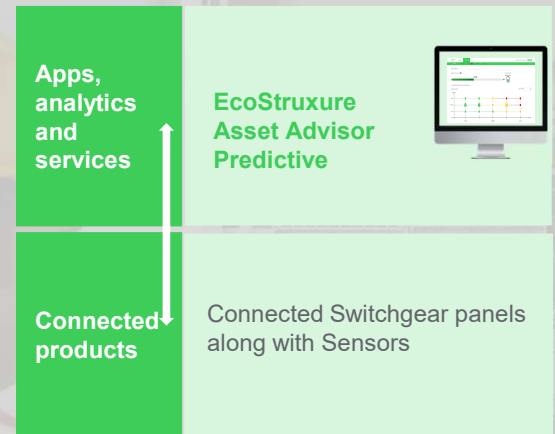 Apps,
analytics
and
services
EcoStruxure
Asset Advisor
Predictive
Connected
products
Connected Switchgear panels
along with Sensors